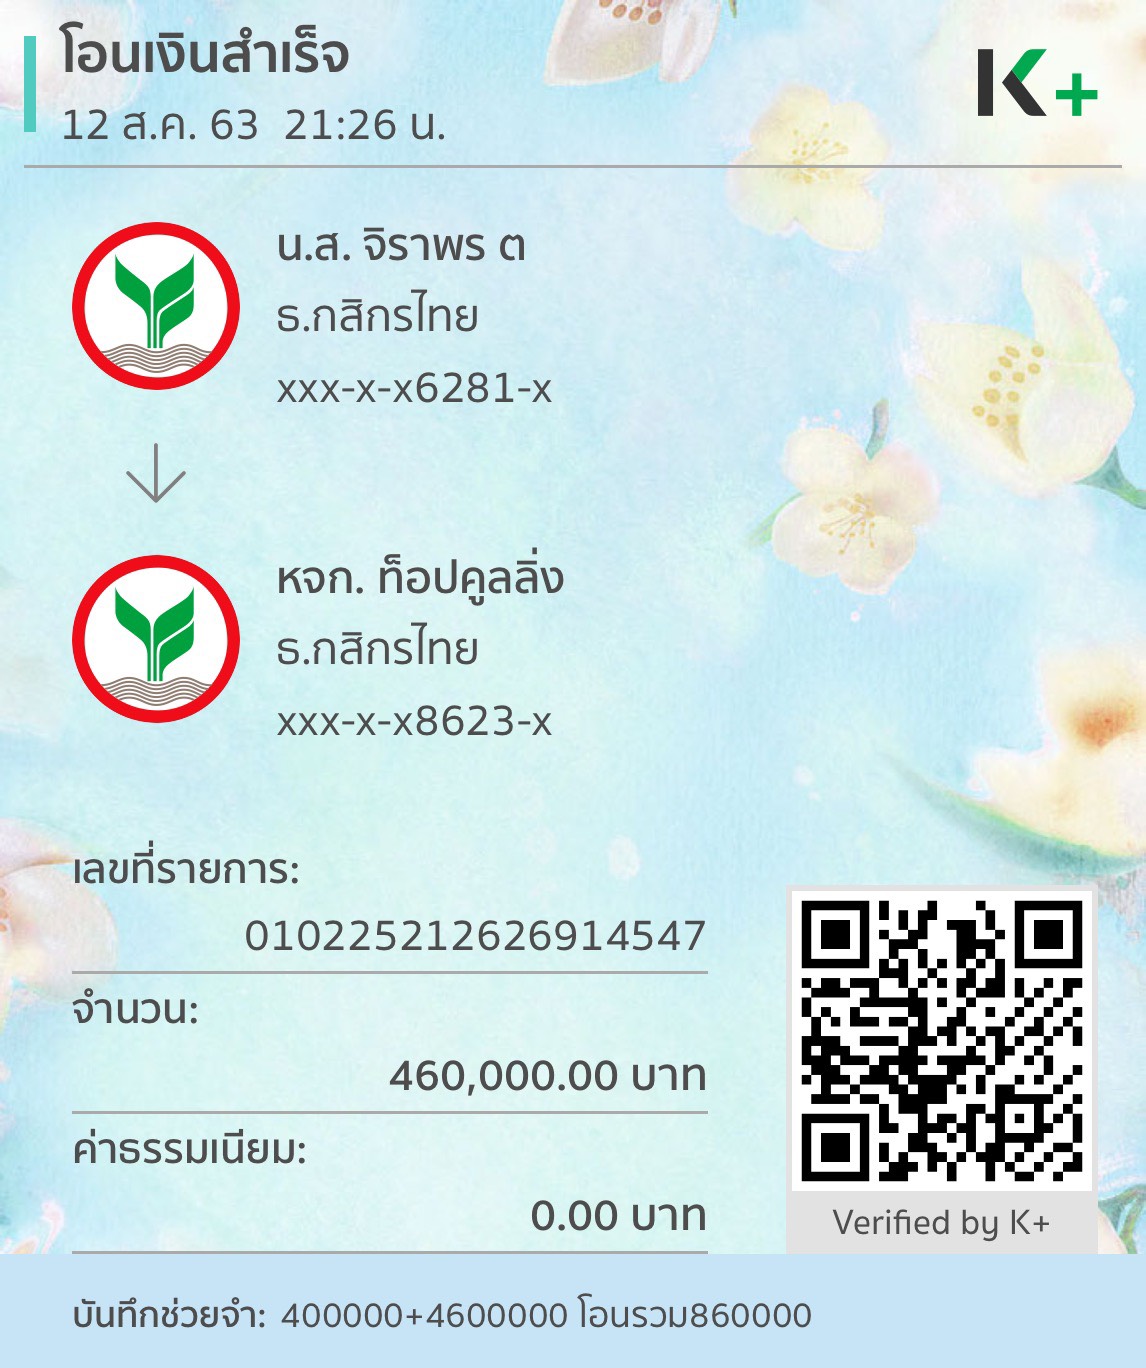 โอนเงินสำเร็จ
12 ส.ค. 63 21:26 น.
K+
น.ส. จิราพร ต
ธ.กสิกรไทย
xxx-x-x6281-x
หจก. ท็อปคูลลิ่ง
ธ.กสิกรไทย
xxx-x-x8623-x
เลขที่รายการ:
010225212626914547
จำนวน:
460,000.00 บาท
ค่าธรรมเนียม:
0.00 บาท
Verified by K+
บันทึกช่วยจำ: 400000+4600000 โอนรวม860000